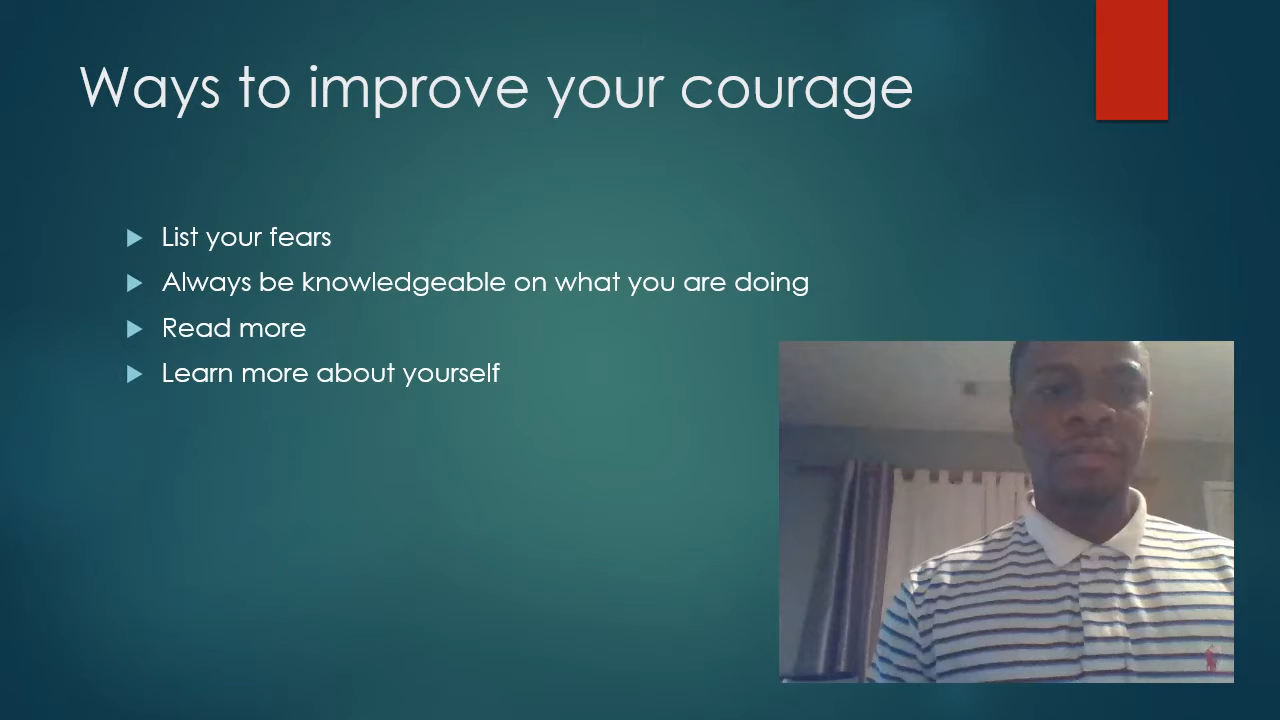 Ways to improve your courage
List your fears
Always be knowledgeable on what you are doing
Read more
Learn more about yourself